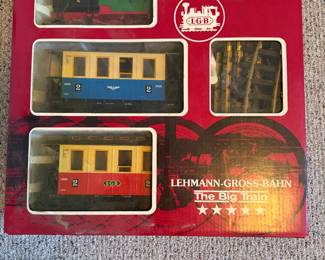 LGB
2 2
2 LGB 2
LEHMANN-GROSS-BAHN
The Big Train